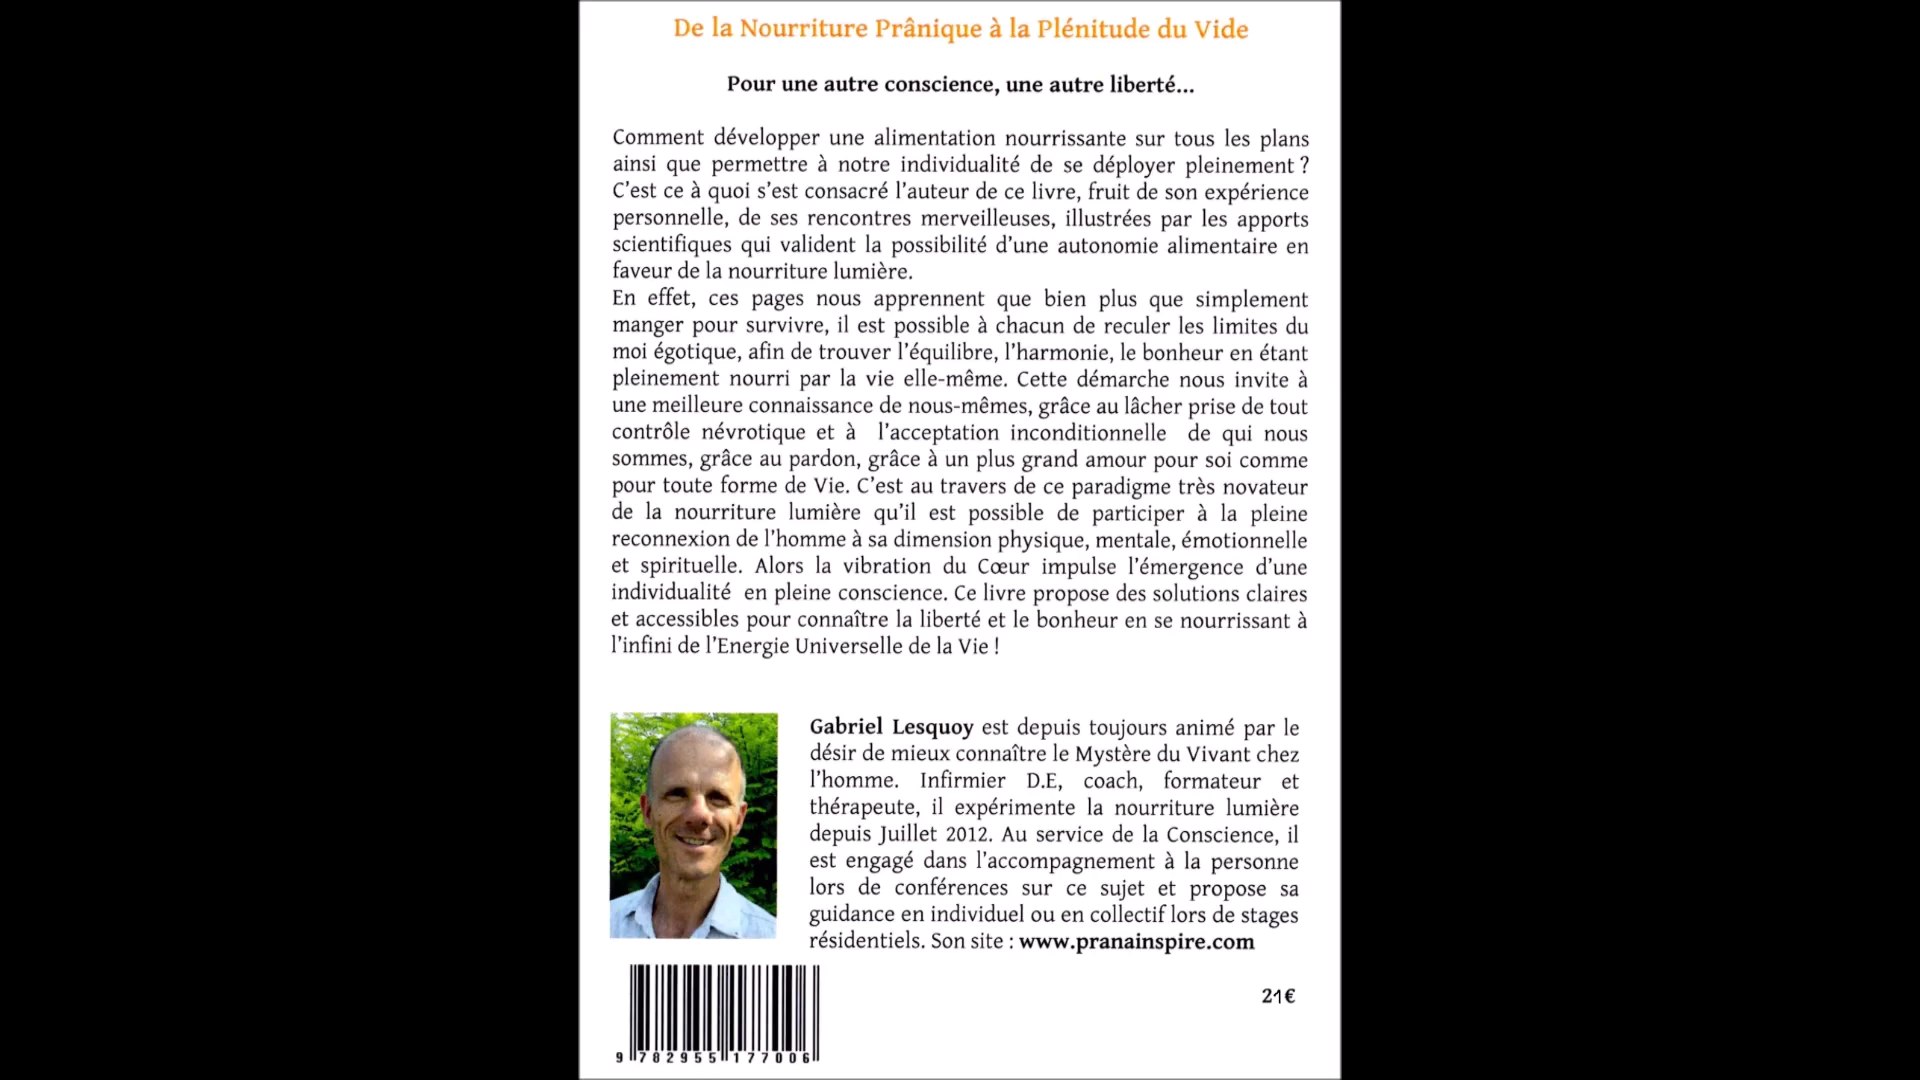 De la Nourriture Prânique à la Plénitude du Vide
Pour une autre conscience, une autre liberté...
Comment développer une alimentation nourrissante sur tous les plans
ainsi que permettre à notre individualité de se déployer pleinement ?
C'est ce à quoi s'est consacré l'auteur de ce livre, fruit de son expérience
personnelle, de ses rencontres merveilleuses, illustrées par les apports
scientifiques qui valident la possibilité d'une autonomie alimentaire en
faveur de la nourriture lumière.
En effet, ces pages nous apprennent que bien plus que simplement
manger pour survivre, il est possible à chacun de reculer les limites du
moi égotique, afin de trouver l'équilibre, l'harmonie, le bonheur en étant
pleinement nourri par la vie elle-même. Cette démarche nous invite à
une meilleure connaissance de nous-mêmes, grâce au lâcher prise de tout
contrôle névrotique et à l'acceptation inconditionnelle de qui nous
sommes, grâce au pardon, grâce à un plus grand amour pour soi comme
pour toute forme de Vie. C'est au travers de ce paradigme très novateur
de la nourriture lumière qu'il est possible de participer à la pleine
reconnexion de l'homme à sa dimension physique, mentale, émotionnelle
et spirituelle. Alors la vibration du Cœur impulse l'émergence d'une
individualité en pleine conscience. Ce livre propose des solutions claires
et accessibles pour connaître la liberté et le bonheur en se nourrissant à
l'infini de l'Energie Universelle de la Vie !
Gabriel Lesquoy est depuis toujours animé par le
désir de mieux connaître le Mystère du Vivant chez
l'homme. Infirmier D.E, coach, formateur et
thérapeute, il expérimente la nourriture lumière
depuis Juillet 2012. Au service de la Conscience, il
est engagé dans l'accompagnement à la personne
lors de conférences sur ce sujet et propose sa
guidance en individuel ou en collectif lors de stages
résidentiels. Son site : www.pranainspire.com
21€
9 782955 177006